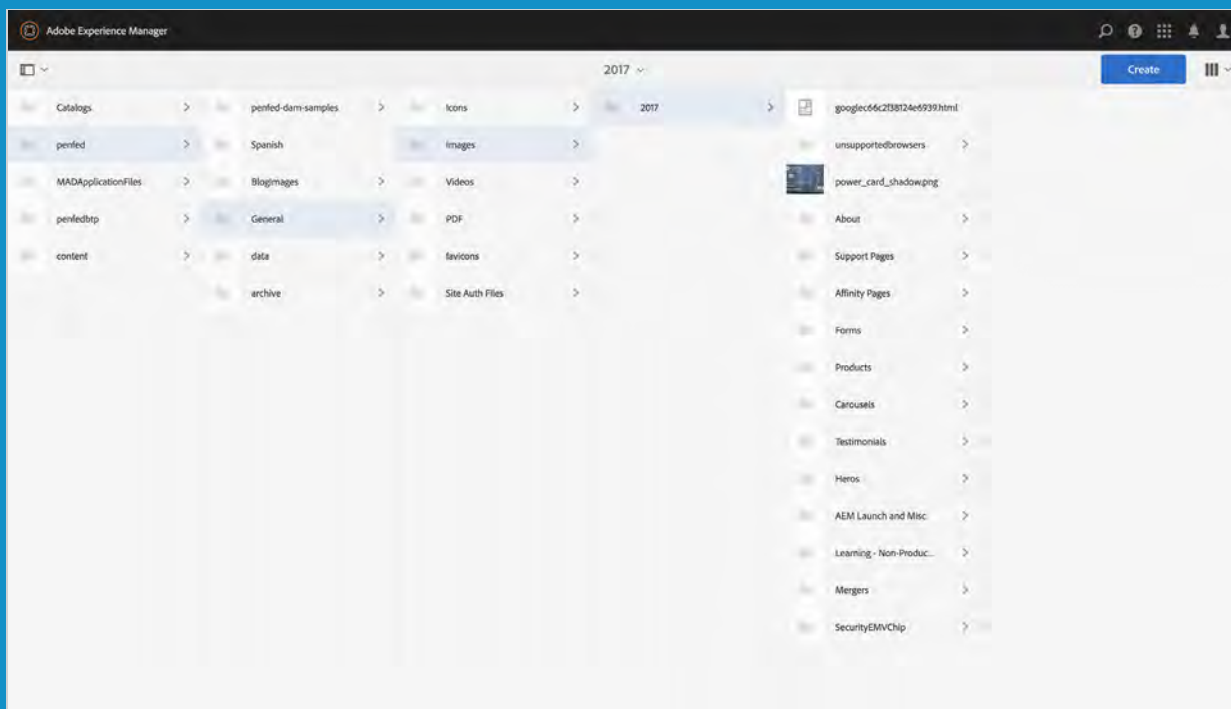 Adobe Experience Manager
2017
Create
Catalogs
penfed
MADApplicationFiles
penfedbtp
content
penfed-dam-samples
Spanish
BlogImages
General
data
archive
Icons
Images
Videos
PDF
favicons
Site Auth Files
2017
googlec66c2f38124e6939.html
unsupportedbrowsers
power_card_shadow.png
About
Support Pages
Affinity Pages
Forms
Products
Carousels
Testimonials
Heros
AEM Launch and Misc
Learning - Non-Produc...
Mergers
SecurityEMVChip